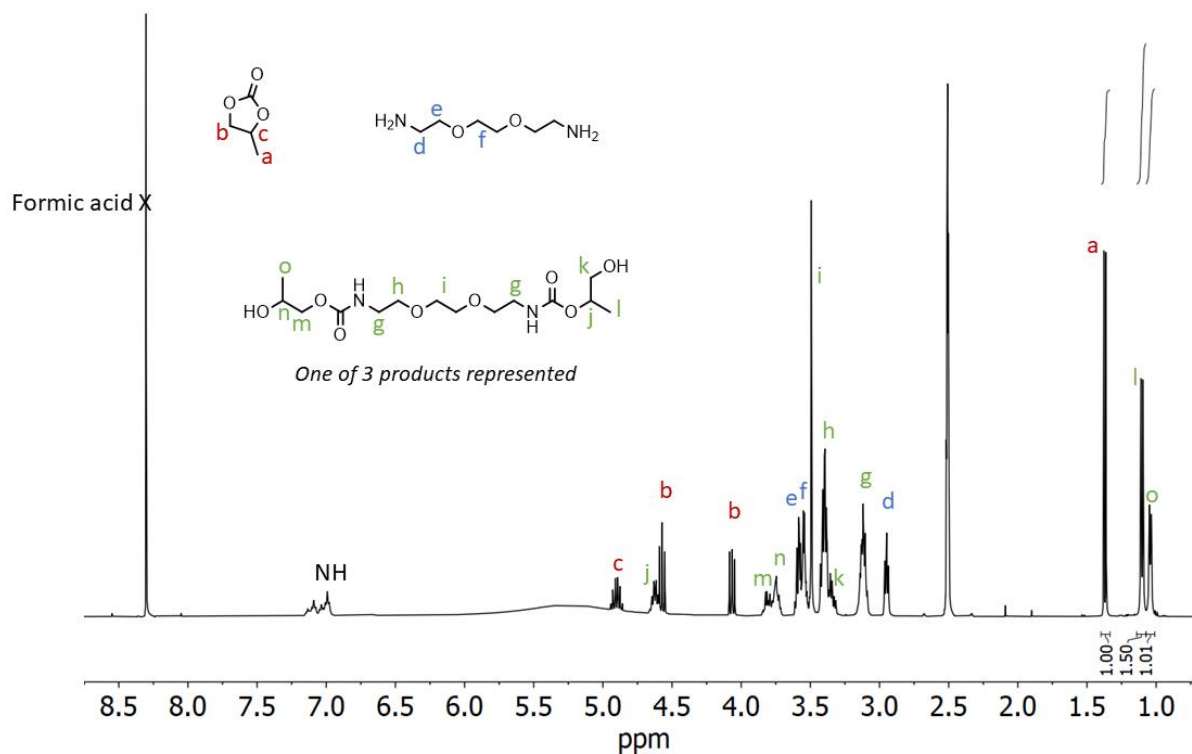 O
O
O
b
c
a
H₂N
e
O
O
NH₂
d
f
Formic acid X
o
HO
n
m
O
O
H
N
g
h
O
i
O
g
N
H
O
O
k
OH
j
l
One of 3 products represented
NH
c
j
b
b
m
n
e
f
i
h
k
g
d
a
l
o
1.00
1.50
1.01
8.5 8.0 7.5 7.0 6.5 6.0 5.5 5.0 4.5 4.0 3.5 3.0 2.5 2.0 1.5 1.0
ppm